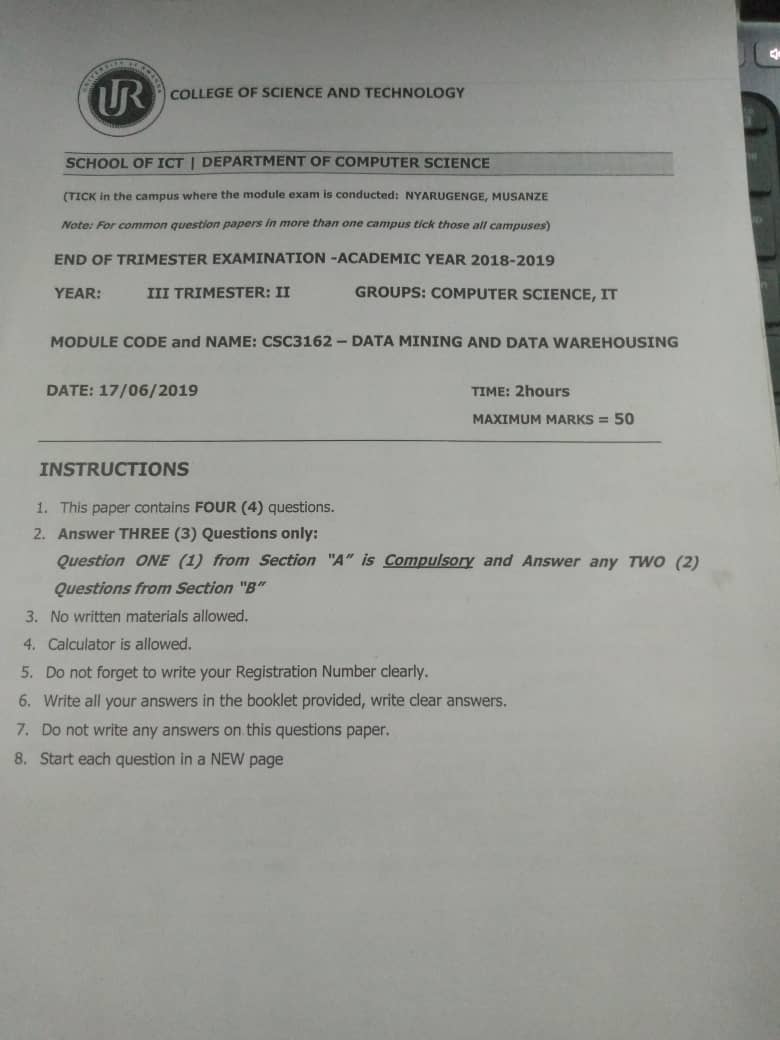 UNIVERSITY OF RWANDA
UR
COLLEGE OF SCIENCE AND TECHNOLOGY
SCHOOL OF ICT | DEPARTMENT OF COMPUTER SCIENCE
(TICK in the campus where the module exam is conducted: NYARUGENGE, MUSANZE
Note: For common question papers in more than one campus tick those all campuses)
END OF TRIMESTER EXAMINATION -ACADEMIC YEAR 2018-2019
YEAR: III TRIMESTER: II GROUPS: COMPUTER SCIENCE, IT
MODULE CODE and NAME: CSC3162 – DATA MINING AND DATA WAREHOUSING
DATE: 17/06/2019 TIME: 2hours
MAXIMUM MARKS = 50
INSTRUCTIONS
1. This paper contains FOUR (4) questions.
2. Answer THREE (3) Questions only:
Question ONE (1) from Section "A" is Compulsory and Answer any TWO (2)
Questions from Section "B"
3. No written materials allowed.
4. Calculator is allowed.
5. Do not forget to write your Registration Number clearly.
6. Write all your answers in the booklet provided, write clear answers.
7. Do not write any answers on this questions paper.
8. Start each question in a NEW page